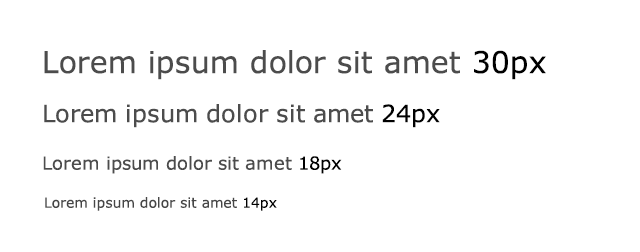 Lorem ipsum dolor sit amet 30px
Lorem ipsum dolor sit amet 24px
Lorem ipsum dolor sit amet 18px
Lorem ipsum dolor sit amet 14px